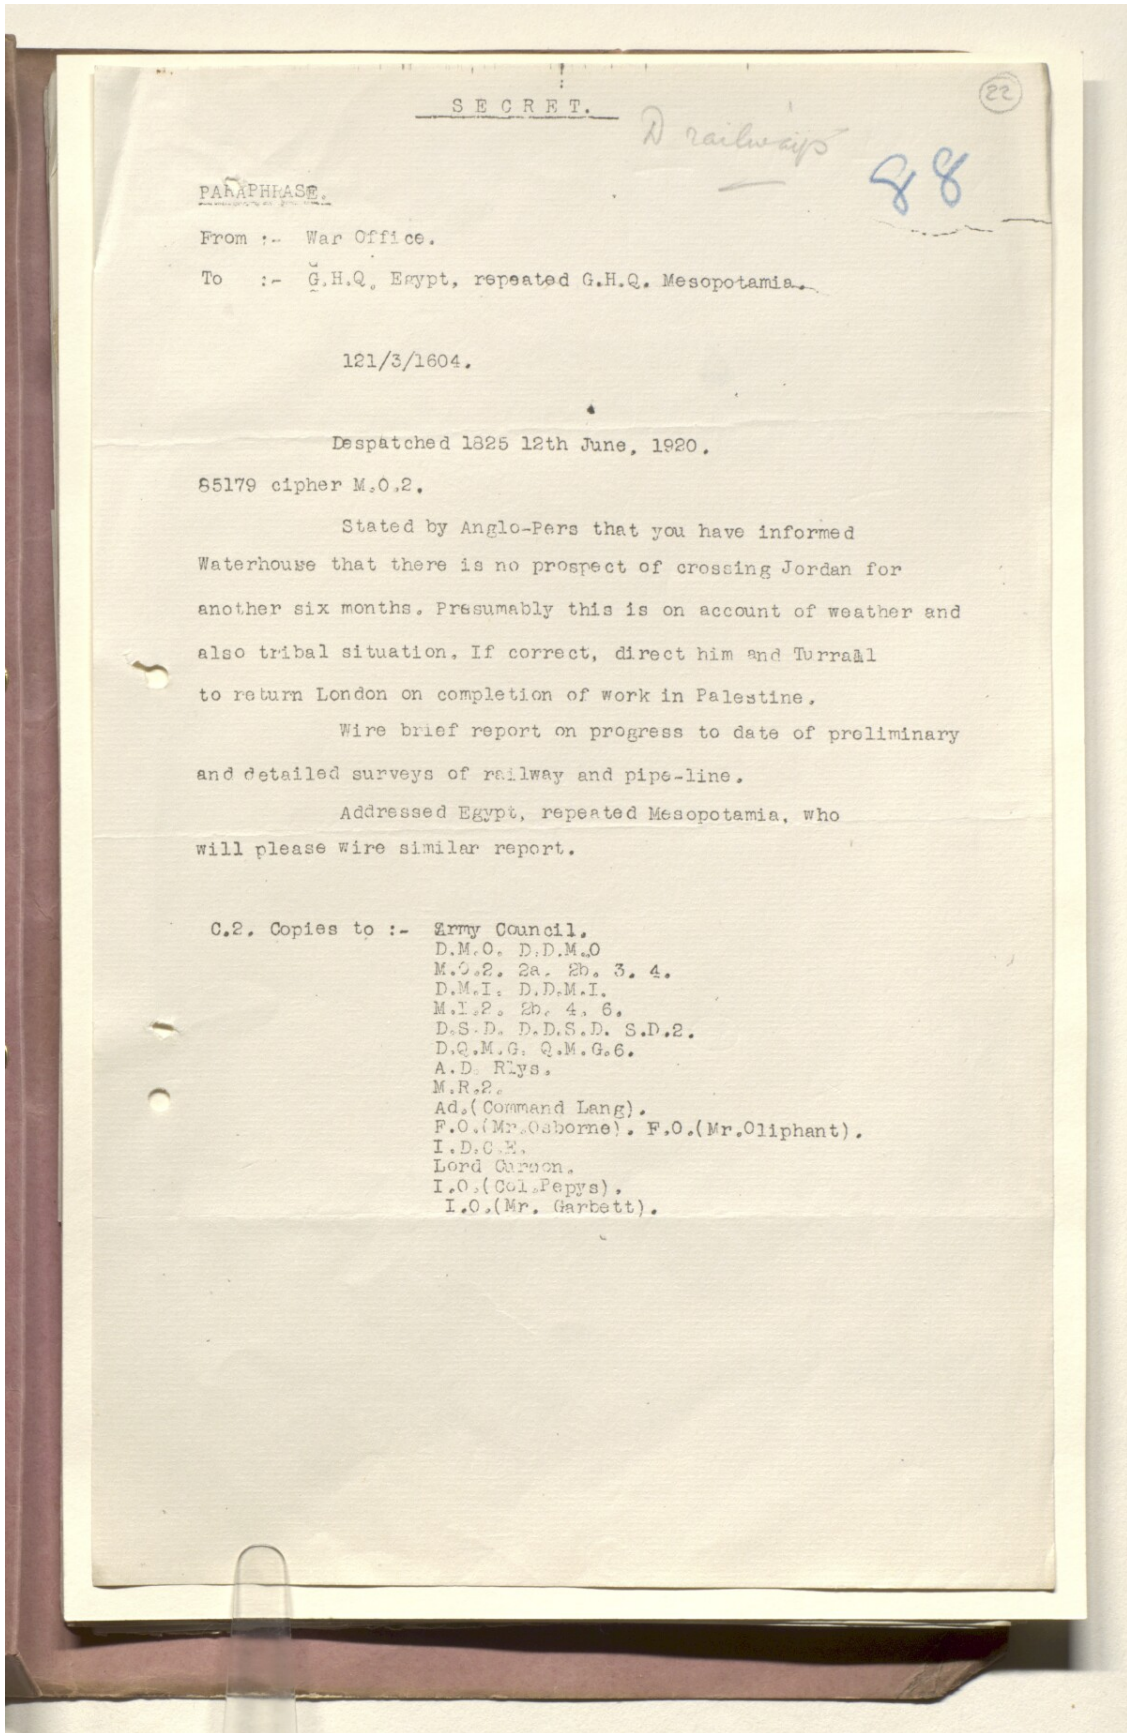 22
S E C R E T.
D railways
88
PARAPHRASE.
From :- War Office.
To :- G.H.Q. Egypt, repeated G.H.Q. Mesopotamia.
121/3/1604.
Despatched 1825 12th June, 1920.
85179 cipher M.O.2.
Stated by Anglo-Pers that you have informed
Waterhouse that there is no prospect of crossing Jordan for
another six months. Presumably this is on account of weather and
also tribal situation. If correct, direct him and
to return London on completion of work in Palestine.
Wire brief report on progress to date of preliminary
and detailed surveys of railway and pipe-line.
Addressed Egypt, repeated Mesopotamia, who
will please wire similar report.
C.2. Copies to :- Army Council.
D.M.O. D.D.M.O
M.O.2. 2a. 2b. 3. 4.
D.M.I. D.D.M.I.
M.I.2. 2b. 4. 6.
D.S.D. D.D.S.D. S.D.2.
D.Q.M.G. Q.M.G.6.
A.D. Rlys.
M.R.2.
Ad.(Command Lang).
F.O.(Mr.Osborne). F.O.(Mr.Oliphant).
I.D.C.E.
Lord
I.O.(Col.Pepys).
I.O.(Mr. Garbett).